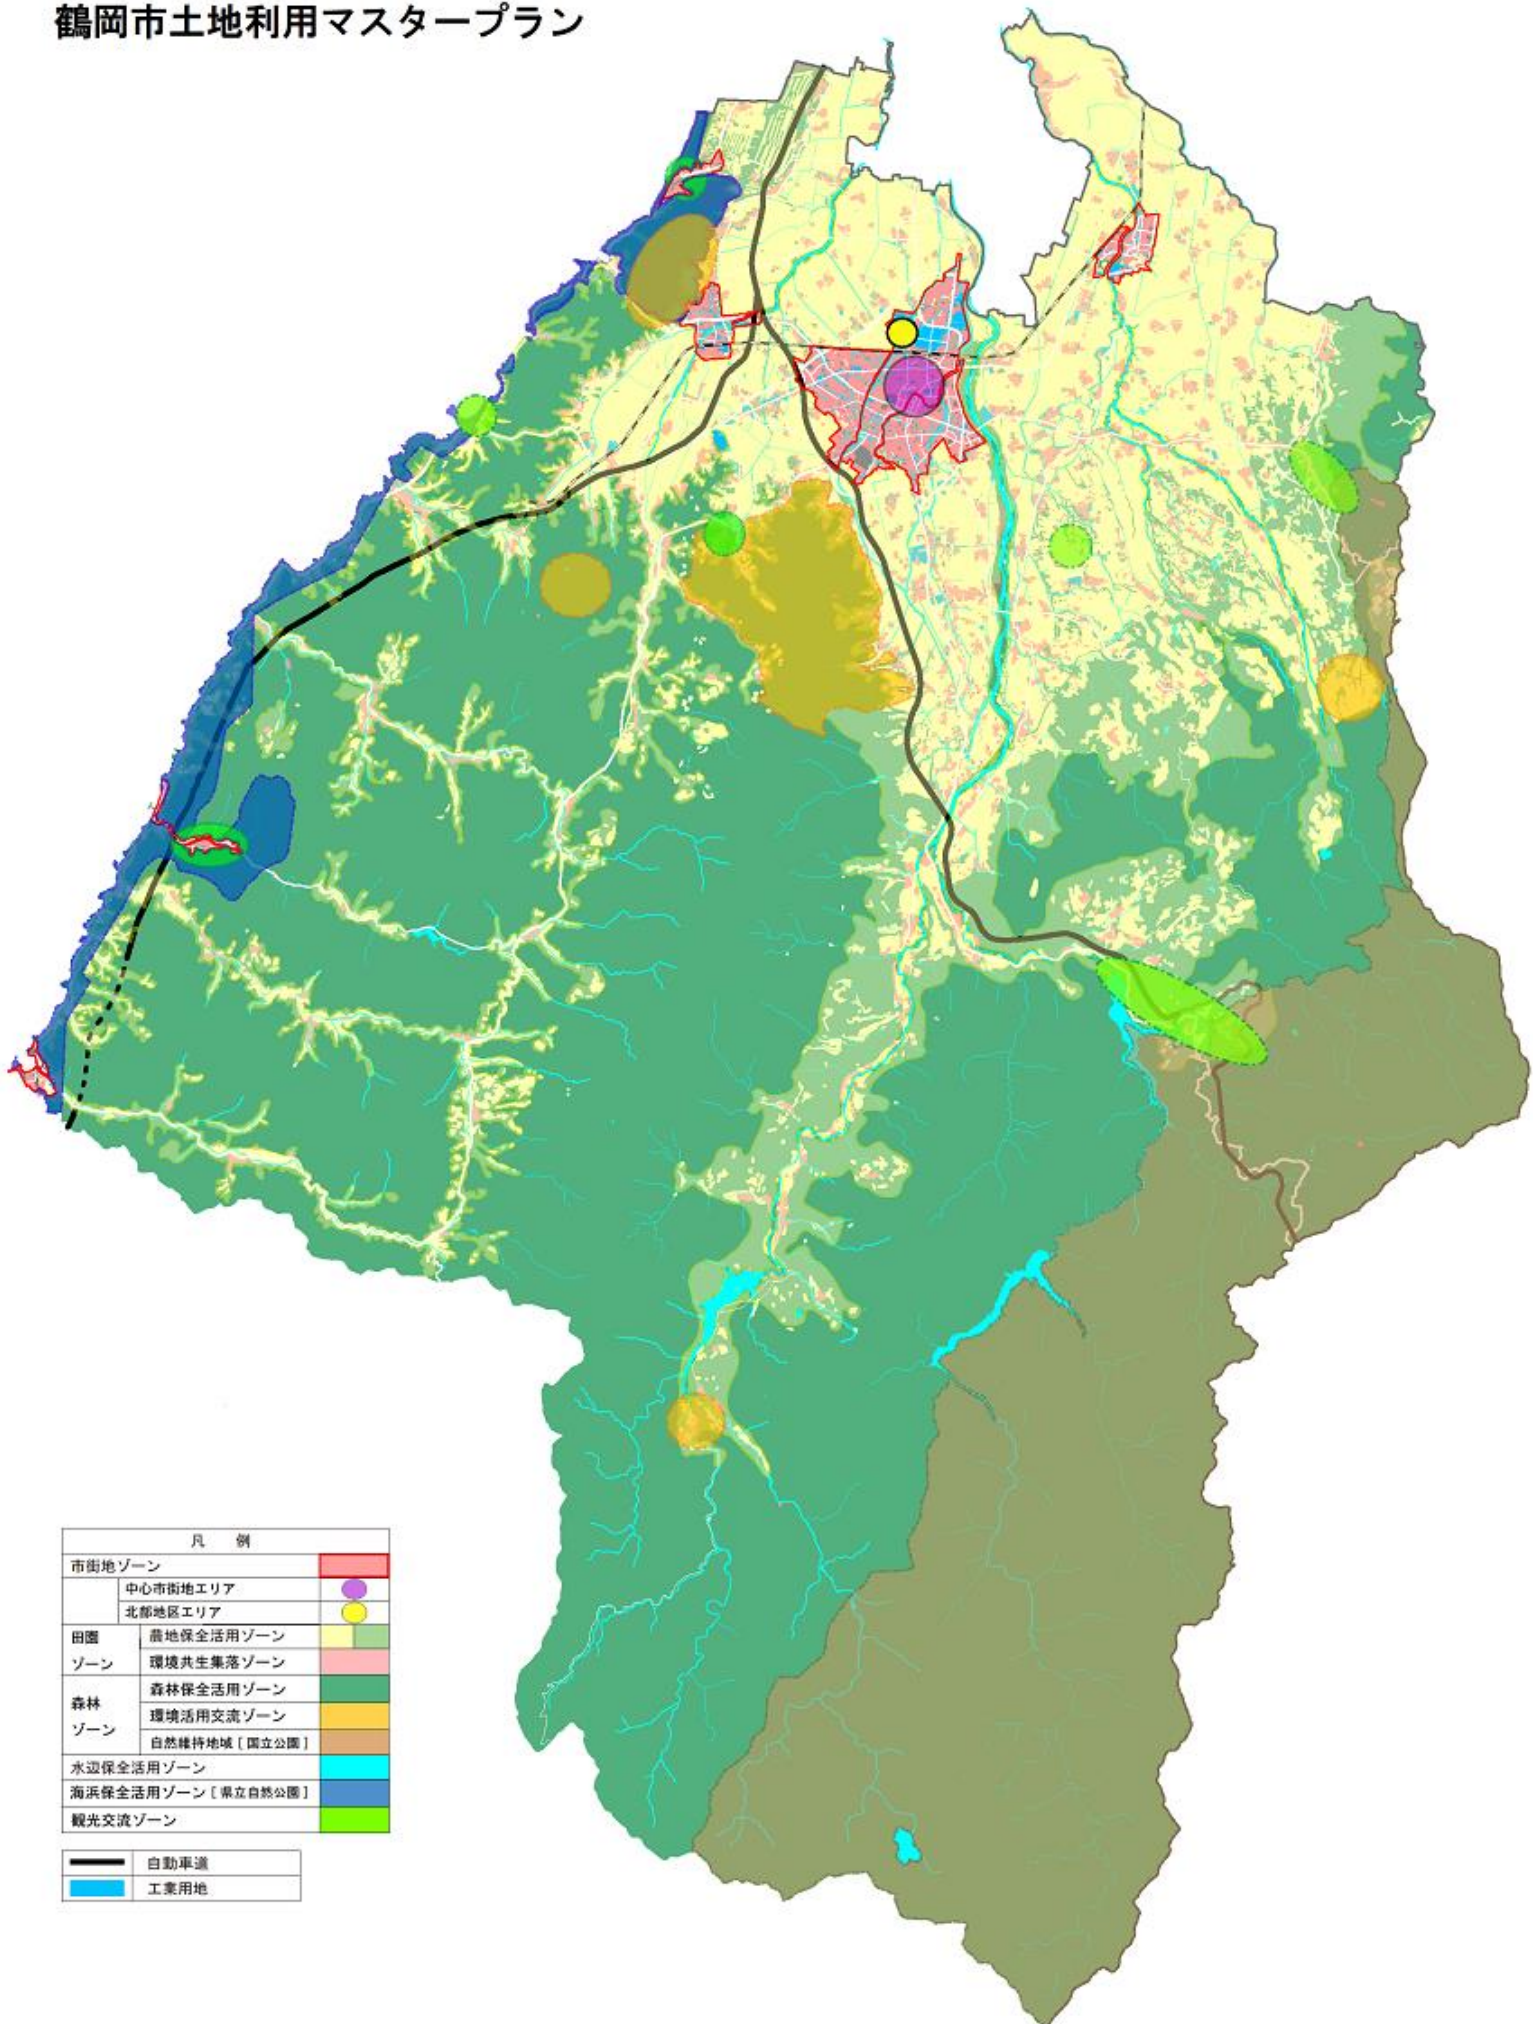 鶴岡市土地利用マスタープラン
凡 例
市街地ゾーン
中心市街地エリア
北部地区エリア
田園
ゾーン
農地保全活用ゾーン
環境共生集落ゾーン
森林
ゾーン
森林保全活用ゾーン
環境活用交流ゾーン
自然維持地域［国立公園］
水辺保全活用ゾーン
海浜保全活用ゾーン［県立自然公園］
観光交流ゾーン
自動車道
工業用地